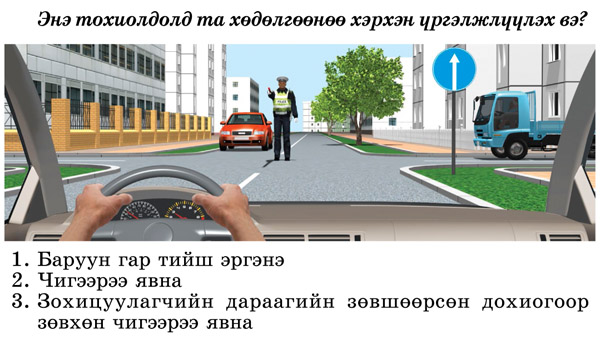 Энэ тохиолдолд та хөдөлгөөнөө хэрхэн үргэлжлүүлэх вэ?
1. Баруун гар тийш эргэнэ
2. Чигээрээ явна
3. Зохицуулагчийн дараагийн зөвшөөрсөн дохиогоор
зөвхөн чигээрээ явна